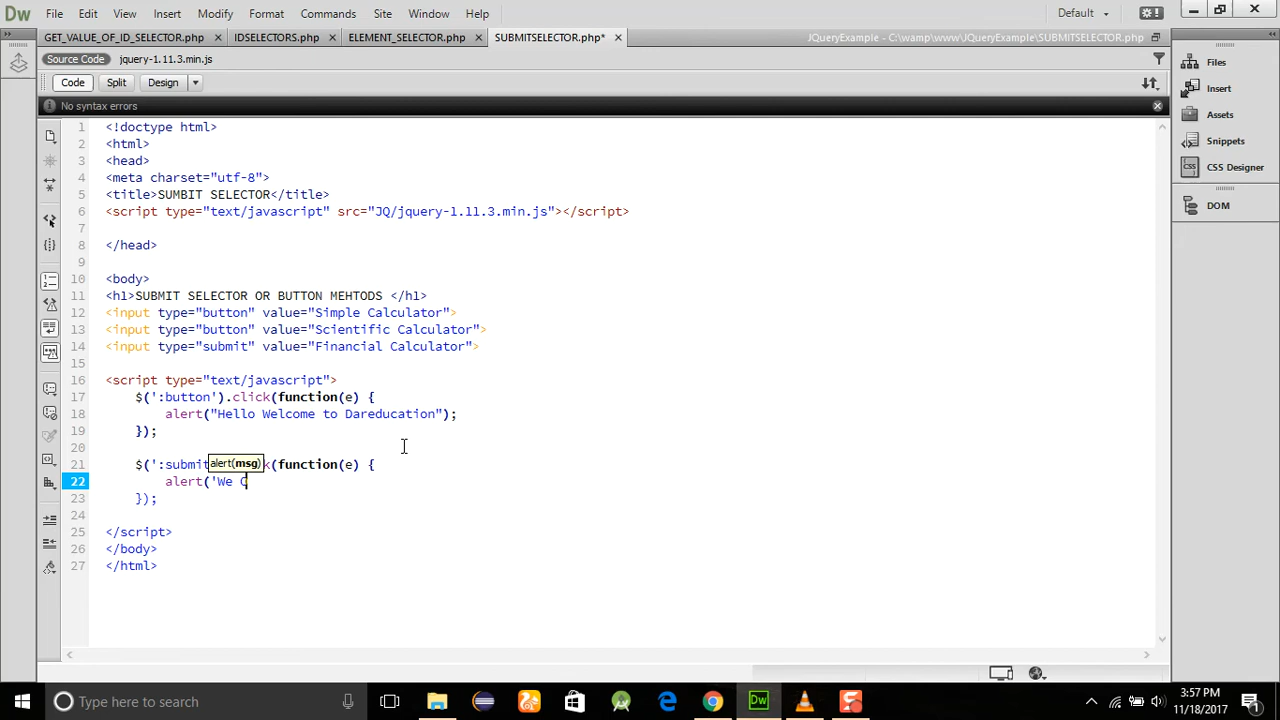 Dw File Edit View Insert Modify Format Commands Site Window Help Default
GET_VALUE_OF_ID_SELECTOR.php × IDSELECTORS.php × ELEMENT_SELECTOR.php × SUBMITSELECTOR.php* × JQueryExample - C:\wamp\www\JQueryExample\SUBMITSELECTOR.php
Source Code jquery-1.11.3.min.js
Code Split Design
No syntax errors
1 <!doctype html>
2 <html>
3 <head>
4 <meta charset="utf-8">
5 <title>SUMBIT SELECTOR</title>
6 <script type="text/javascript" src="JQ/jquery-1.11.3.min.js"></script>
7
8 </head>
9
10 <body>
11 <h1>SUBMIT SELECTOR OR BUTTON MEHTODS </h1>
12 <input type="button" value="Simple Calculator">
13 <input type="button" value="Scientific Calculator">
14 <input type="submit" value="Financial Calculator">
15
16 <script type="text/javascript">
17 $(':button').click(function(e) {
18 alert("Hello Welcome to Dareducation");
19 });
20
alert(msg)
21 $(':submit k(function(e) {
22 alert('We C
23 });
24
25 </script>
26 </body>
27 </html>
Files
Insert
Assets
Snippets
CSS Designer
DOM
Type here to search
3:57 PM
11/18/2017